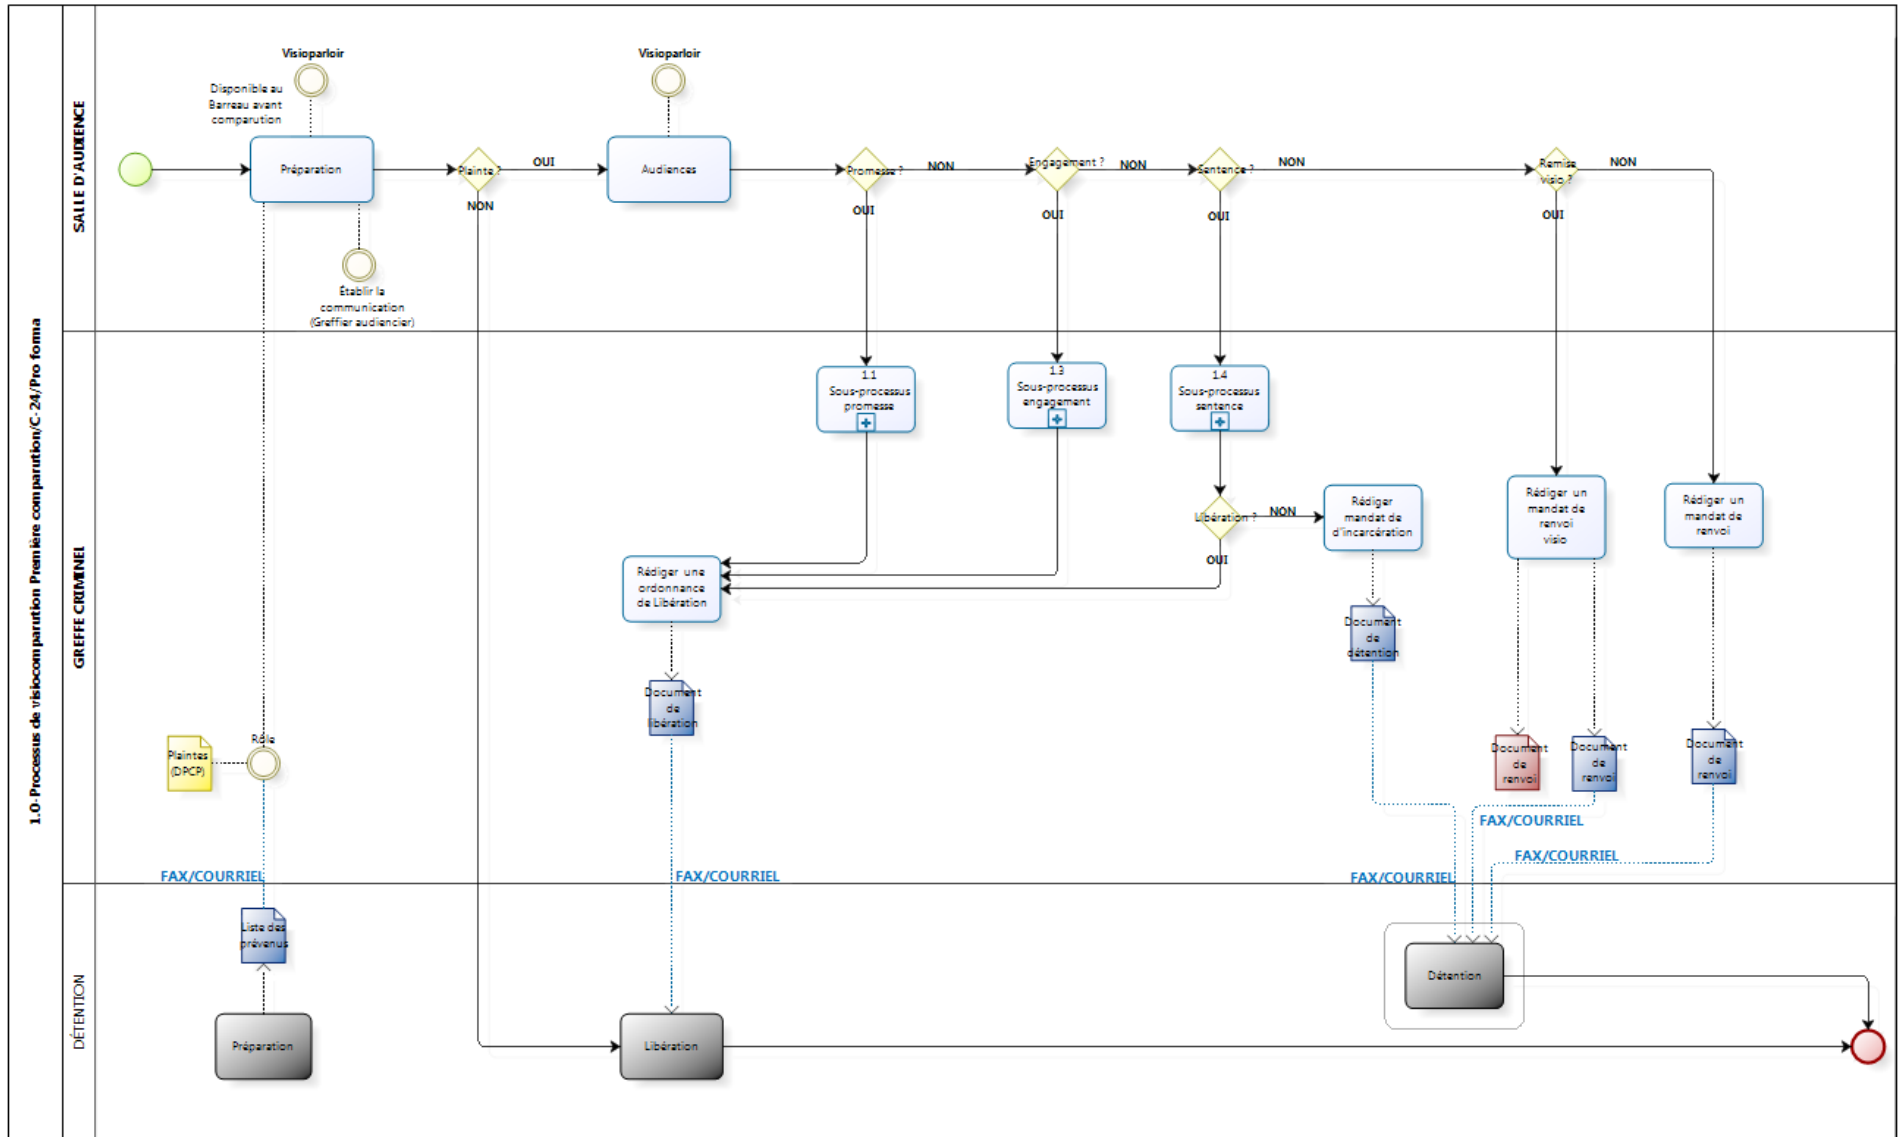 1.0-Processus de visiocomparution Première comparution/C-24/Pro foma
SALLE D'AUDIENCE
Visioparloir
Disponible au
Barreau avant
comparution
Préparation
Établir la
communication
(Greffier audiencier)
Plainte ?
OUI
NON
Visioparloir
Audiences
Promesse ?
NON
OUI
Engagement ?
NON
OUI
Sentence ?
NON
OUI
Remise
visio ?
NON
OUI
GREFFE CRIMINEL
1.1
Sous-processus
promesse
1.3
Sous-processus
engagement
1.4
Sous-processus
sentence
Libération ?
NON
OUI
Rédiger
mandat de
d'incarcération
Rédiger un
mandat de
renvoi
visio
Rédiger un
mandat de
renvoi
Rédiger une
ordonnance
de Libération
Document
de
détention
Document
de
libération
Rôle
Plaintes
(DPCP)
Document
de
renvoi
Document
de
renvoi
Document
de
renvoi
FAX/COURRIEL
FAX/COURRIEL
FAX/COURRIEL
FAX/COURRIEL
FAX/COURRIEL
DÉTENTION
Liste des
prévenus
Préparation
Libération
Détention